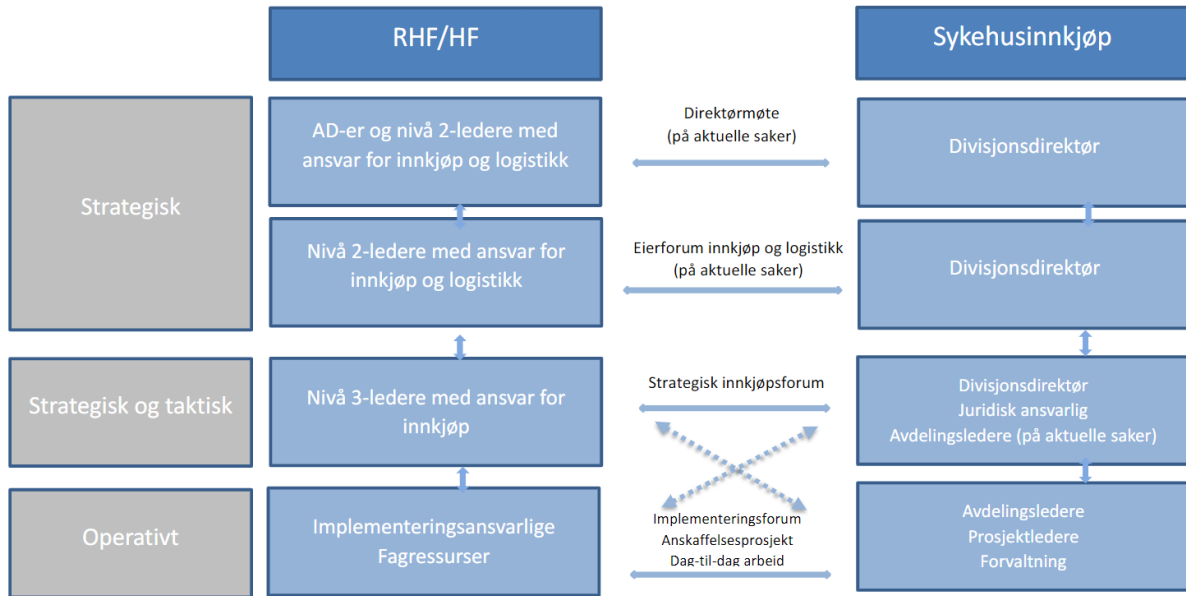 RHF/HF
Sykehusinnkjøp
Strategisk
AD-er og nivå 2-ledere med
ansvar for innkjøp og logistikk
Direktørmøte
(på aktuelle saker)
Divisjonsdirektør
Nivå 2-ledere med ansvar for
innkjøp og logistikk
Eierforum innkjøp og logistikk
(på aktuelle saker)
Divisjonsdirektør
Strategisk og taktisk
Nivå 3-ledere med ansvar for
innkjøp
Strategisk innkjøpsforum
Divisjonsdirektør
Juridisk ansvarlig
Avdelingsledere (på aktuelle saker)
Operativt
Implementeringsansvarlige
Fagressurser
Implementeringsforum
Anskaffelsesprosjekt
Dag-til-dag arbeid
Avdelingsledere
Prosjektledere
Forvaltning